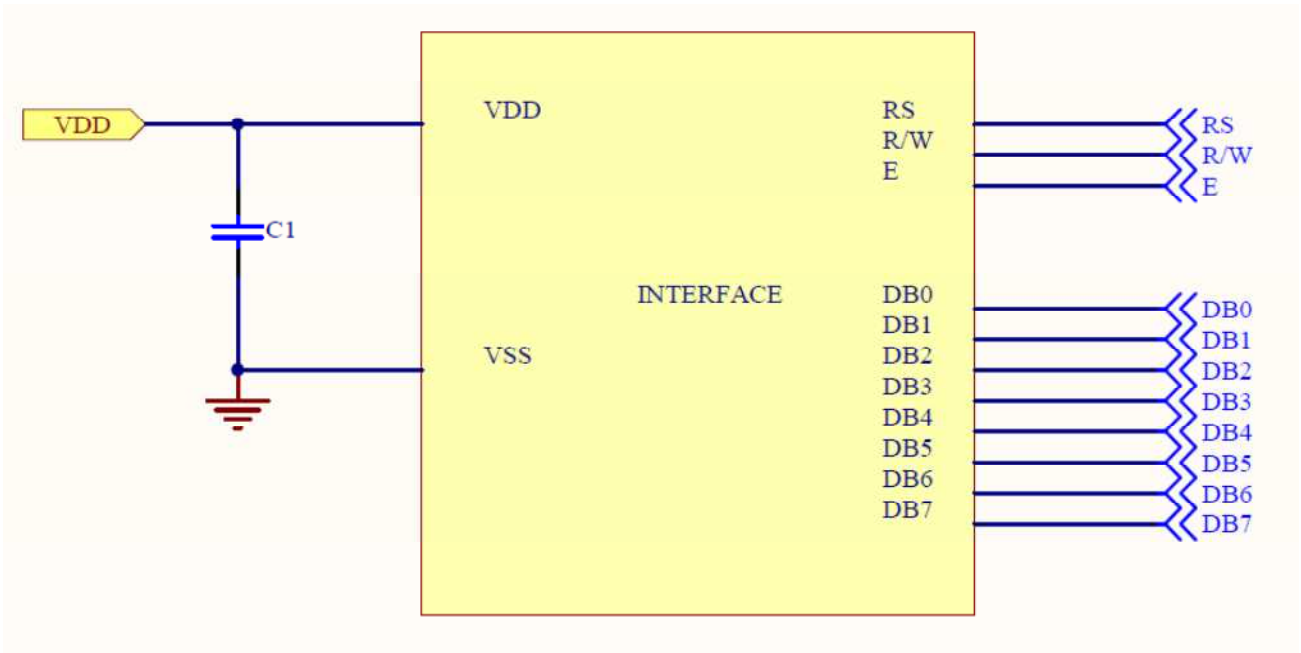 VDD
C1
VDD
VSS
INTERFACE
RS
R/W
E
DB0
DB1
DB2
DB3
DB4
DB5
DB6
DB7
RS
R/W
E
DB0
DB1
DB2
DB3
DB4
DB5
DB6
DB7